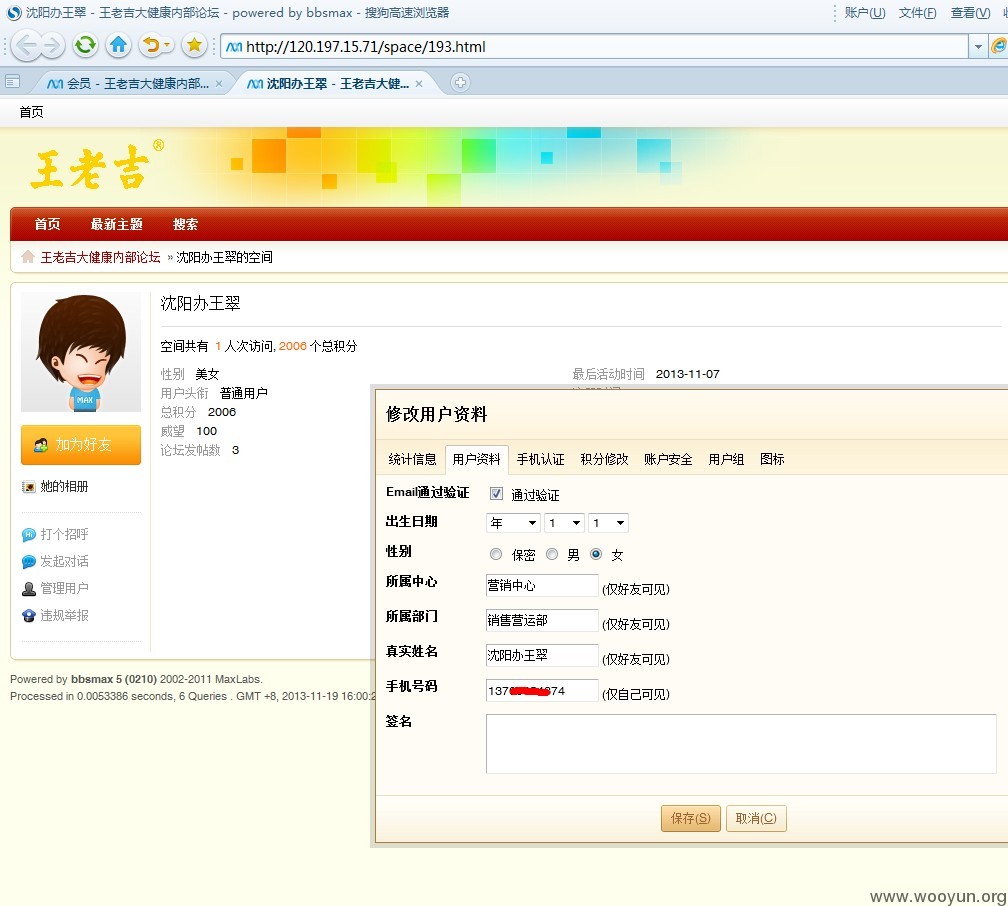 沈阳办王翠 - 王老吉大健康内部论坛 - powered by bbsmax - 搜狗高速浏览器
账户(U) 文件(F) 查看(V)
http://120.197.15.71/space/193.html
会员 - 王老吉大健康内部... × 沈阳办王翠 - 王老吉大健... ×
首页
王老吉®
首页 最新主题 搜索
王老吉大健康内部论坛 » 沈阳办王翠的空间
沈阳办王翠
空间共有 1 人次访问, 2006 个总积分
性别 美女 最后活动时间 2013-11-07
用户头衔 普通用户
总积分 2006
威望 100
论坛发帖数 3
MAX
加为好友
她的相册
Hi 打个招呼
发起对话
管理用户
违规举报
Powered by bbsmax 5 (0210) 2002-2011 MaxLabs.
Processed in 0.0053386 seconds, 6 Queries . GMT +8, 2013-11-19 16:00:2
修改用户资料
统计信息 用户资料 手机认证 积分修改 账户安全 用户组 图标
Email通过验证 通过验证
出生日期 年 1 1
性别 保密 男 女
所属中心 营销中心 (仅好友可见)
所属部门 销售营运部 (仅好友可见)
真实姓名 沈阳办王翠 (仅好友可见)
手机号码 137 74 (仅自己可见)
签名
保存(S) 取消(C)
www.wooyun.org